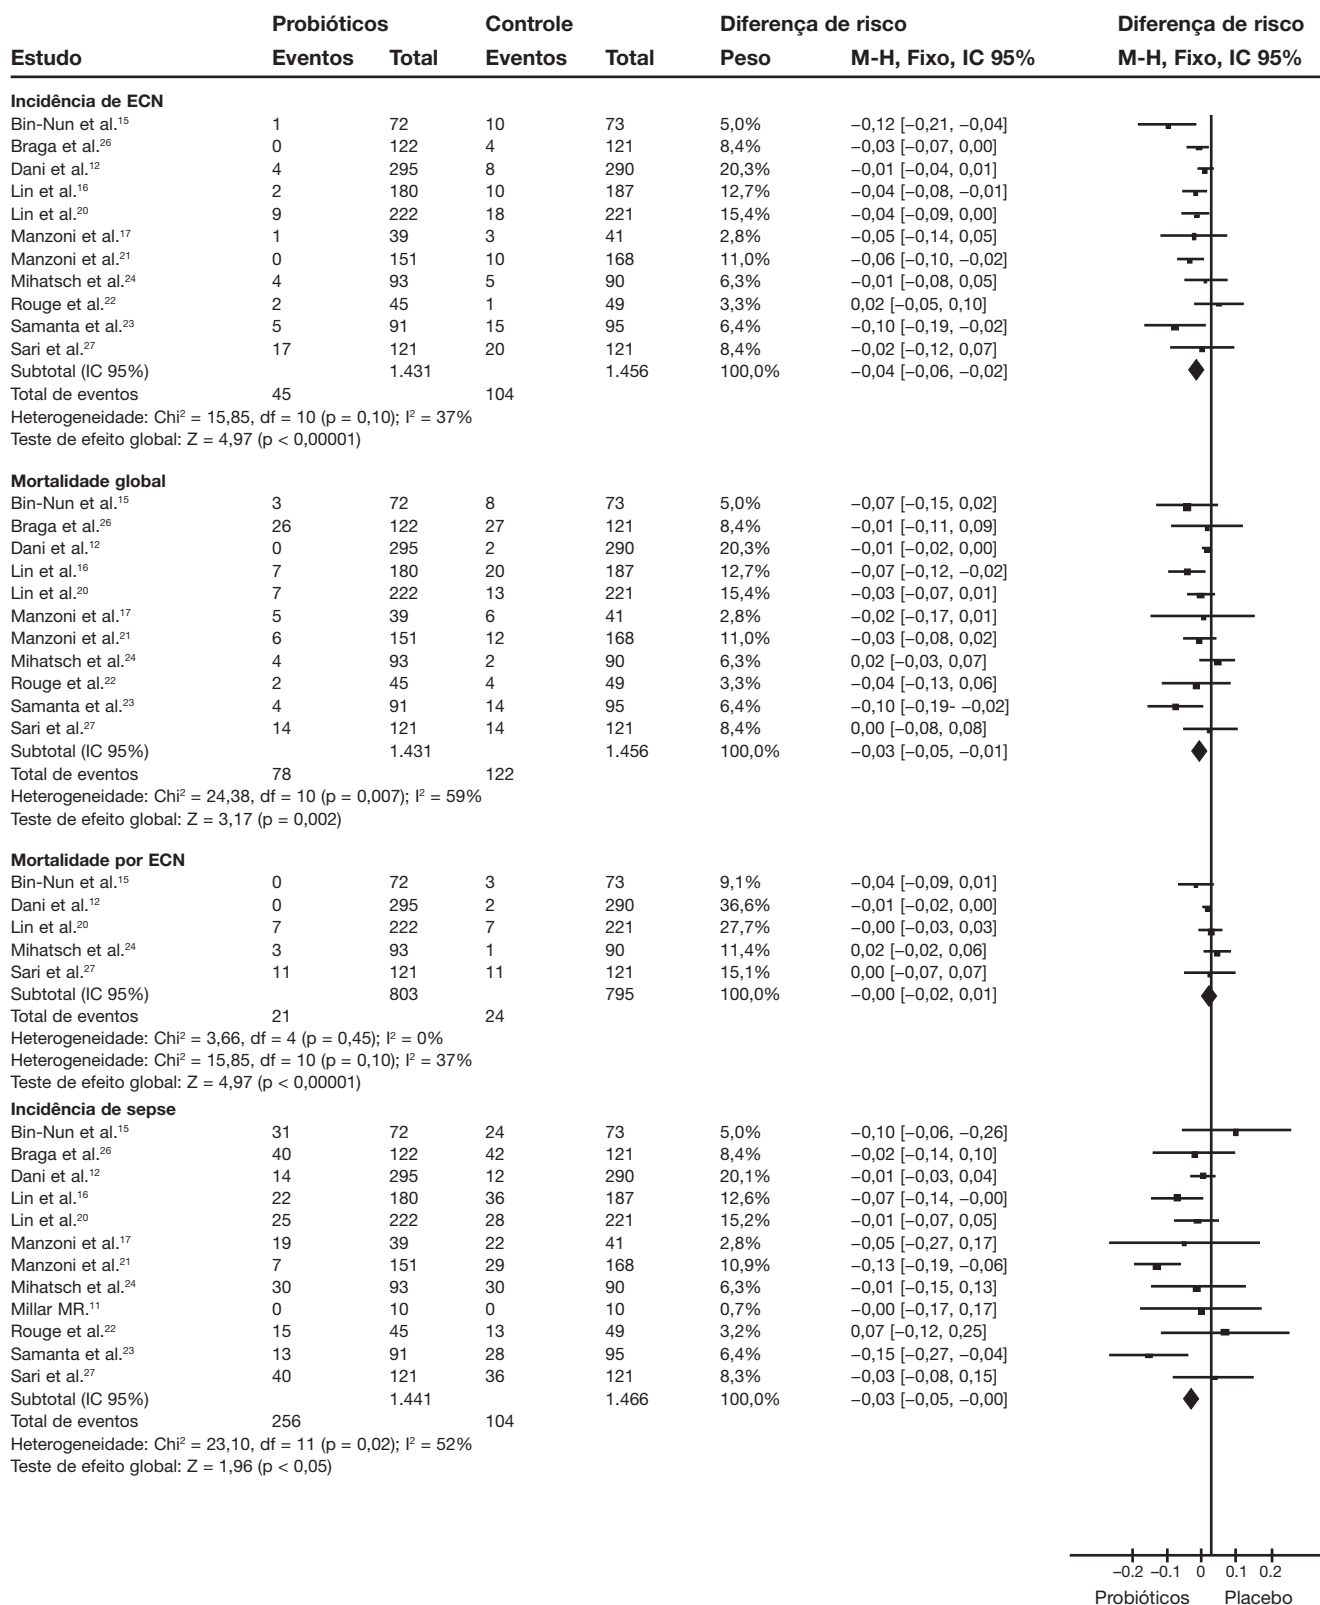 Probióticos Controle Diferença de risco Diferença de risco
Estudo Eventos Total Eventos Total Peso M-H, Fixo, IC 95% M-H, Fixo, IC 95%
Incidência de ECN
Bin-Nun et al.¹⁵ 1 72 10 73 5,0% −0,12 [−0,21, −0,04]
Braga et al.²⁶ 0 122 4 121 8,4% −0,03 [−0,07, 0,00]
Dani et al.¹² 4 295 8 290 20,3% −0,01 [−0,04, 0,01]
Lin et al.¹⁶ 2 180 10 187 12,7% −0,04 [−0,08, −0,01]
Lin et al.²⁰ 9 222 18 221 15,4% −0,04 [−0,09, 0,00]
Manzoni et al.¹⁷ 1 39 3 41 2,8% −0,05 [−0,14, 0,05]
Manzoni et al.²¹ 0 151 10 168 11,0% −0,06 [−0,10, −0,02]
Mihatsch et al.²⁴ 4 93 5 90 6,3% −0,01 [−0,08, 0,05]
Rouge et al.²² 2 45 1 49 3,3% 0,02 [−0,05, 0,10]
Samanta et al.²³ 5 91 15 95 6,4% −0,10 [−0,19, −0,02]
Sari et al.²⁷ 17 121 20 121 8,4% −0,02 [−0,12, 0,07]
Subtotal (IC 95%) 1.431 1.456 100,0% −0,04 [−0,06, −0,02]
Total de eventos 45 104
Heterogeneidade: Chi² = 15,85, df = 10 (p = 0,10); I² = 37%
Teste de efeito global: Z = 4,97 (p < 0,00001)
Mortalidade global
Bin-Nun et al.¹⁵ 3 72 8 73 5,0% −0,07 [−0,15, 0,02]
Braga et al.²⁶ 26 122 27 121 8,4% −0,01 [−0,11, 0,09]
Dani et al.¹² 0 295 2 290 20,3% −0,01 [−0,02, 0,00]
Lin et al.¹⁶ 7 180 20 187 12,7% −0,07 [−0,12, −0,02]
Lin et al.²⁰ 7 222 13 221 15,4% −0,03 [−0,07, 0,01]
Manzoni et al.¹⁷ 5 39 6 41 2,8% −0,02 [−0,17, 0,01]
Manzoni et al.²¹ 6 151 12 168 11,0% −0,03 [−0,08, 0,02]
Mihatsch et al.²⁴ 4 93 2 90 6,3% 0,02 [−0,03, 0,07]
Rouge et al.²² 2 45 4 49 3,3% −0,04 [−0,13, 0,06]
Samanta et al.²³ 4 91 14 95 6,4% −0,10 [−0,19- −0,02]
Sari et al.²⁷ 14 121 14 121 8,4% 0,00 [−0,08, 0,08]
Subtotal (IC 95%) 1.431 1.456 100,0% −0,03 [−0,05, −0,01]
Total de eventos 78 122
Heterogeneidade: Chi² = 24,38, df = 10 (p = 0,007); I² = 59%
Teste de efeito global: Z = 3,17 (p = 0,002)
Mortalidade por ECN
Bin-Nun et al.¹⁵ 0 72 3 73 9,1% −0,04 [−0,09, 0,01]
Dani et al.¹² 0 295 2 290 36,6% −0,01 [−0,02, 0,00]
Lin et al.²⁰ 7 222 7 221 27,7% −0,00 [−0,03, 0,03]
Mihatsch et al.²⁴ 3 93 1 90 11,4% 0,02 [−0,02, 0,06]
Sari et al.²⁷ 11 121 11 121 15,1% 0,00 [−0,07, 0,07]
Subtotal (IC 95%) 803 795 100,0% −0,00 [−0,02, 0,01]
Total de eventos 21 24
Heterogeneidade: Chi² = 3,66, df = 4 (p = 0,45); I² = 0%
Heterogeneidade: Chi² = 15,85, df = 10 (p = 0,10); I² = 37%
Teste de efeito global: Z = 4,97 (p < 0,00001)
Incidência de sepse
Bin-Nun et al.¹⁵ 31 72 24 73 5,0% −0,10 [−0,06, −0,26]
Braga et al.²⁶ 40 122 42 121 8,4% −0,02 [−0,14, 0,10]
Dani et al.¹² 14 295 12 290 20,1% −0,01 [−0,03, 0,04]
Lin et al.¹⁶ 22 180 36 187 12,6% −0,07 [−0,14, −0,00]
Lin et al.²⁰ 25 222 28 221 15,2% −0,01 [−0,07, 0,05]
Manzoni et al.¹⁷ 19 39 22 41 2,8% −0,05 [−0,27, 0,17]
Manzoni et al.²¹ 7 151 29 168 10,9% −0,13 [−0,19, −0,06]
Mihatsch et al.²⁴ 30 93 30 90 6,3% −0,01 [−0,15, 0,13]
Millar MR.¹¹ 0 10 0 10 0,7% −0,00 [−0,17, 0,17]
Rouge et al.²² 15 45 13 49 3,2% 0,07 [−0,12, 0,25]
Samanta et al.²³ 13 91 28 95 6,4% −0,15 [−0,27, −0,04]
Sari et al.²⁷ 40 121 36 121 8,3% −0,03 [−0,08, 0,15]
Subtotal (IC 95%) 1.441 1.466 100,0% −0,03 [−0,05, −0,00]
Total de eventos 256 104
Heterogeneidade: Chi² = 23,10, df = 11 (p = 0,02); I² = 52%
Teste de efeito global: Z = 1,96 (p < 0,05)
−0.2 −0.1 0 0.1 0.2
Probióticos Placebo